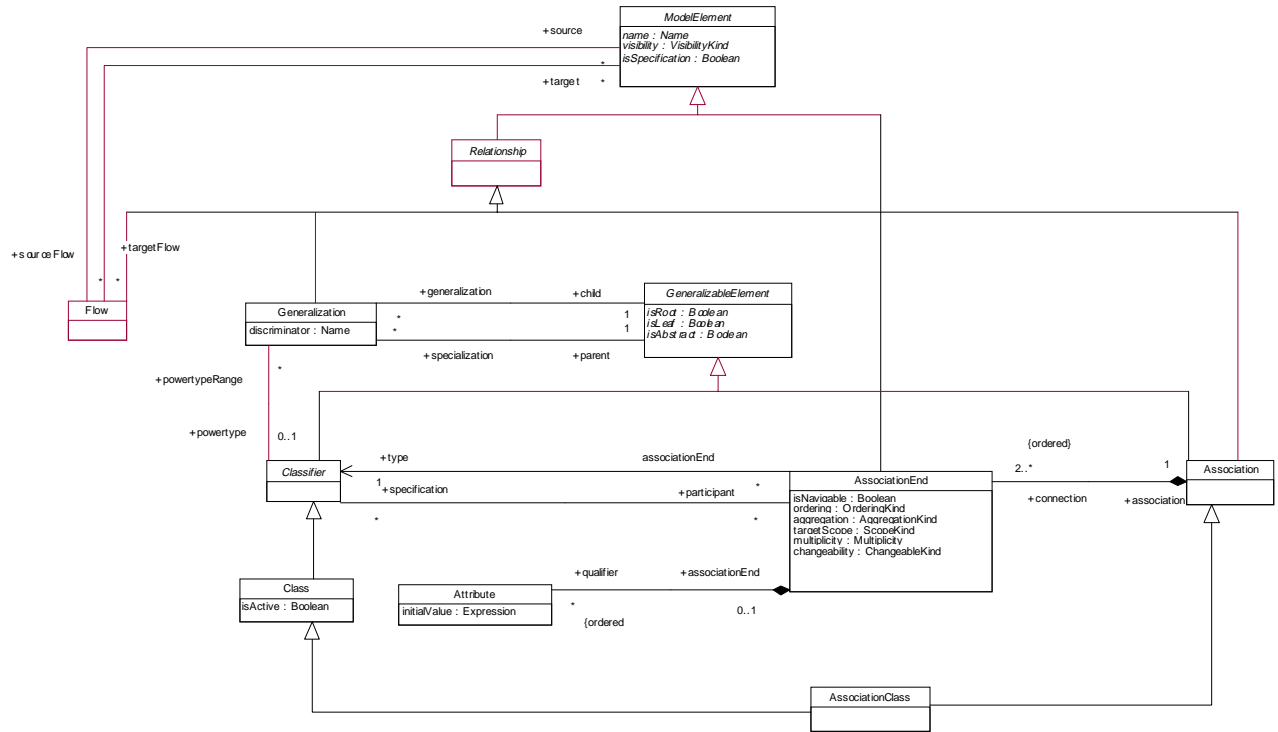 ModelElement
+source
name : Name
visibility : VisibilityKind
isSpecification : Boolean
*
+target
*
Relationship
+sourceFlow
+targetFlow
*
*
Flow
+generalization
+child
GeneralizableElement
Generalization
discriminator : Name
*
1
isRoot : Boolean
isLeaf : Boolean
isAbstract : Boolean
*
1
+specialization
+parent
+powertypeRange
*
+powertype
0..1
{ordered}
+type
associationEnd
Classifier
2..*
1
Association
1
+specification
*
+participant
AssociationEnd
+connection
+association
isNavigable : Boolean
ordering : OrderingKind
aggregation : AggregationKind
targetScope : ScopeKind
multiplicity : Multiplicity
changeability : ChangeableKind
*
*
+qualifier
+associationEnd
Class
isActive : Boolean
Attribute
initialValue : Expression
*
0..1
{ordered
AssociationClass